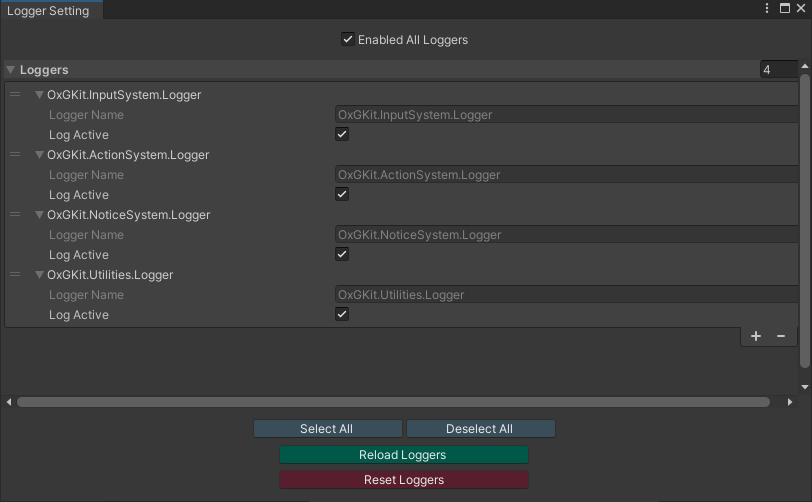 Logger Setting
Enabled All Loggers
Loggers 4
OxGKit.InputSystem.Logger
Logger Name OxGKit.InputSystem.Logger
Log Active
OxGKit.ActionSystem.Logger
Logger Name OxGKit.ActionSystem.Logger
Log Active
OxGKit.NoticeSystem.Logger
Logger Name OxGKit.NoticeSystem.Logger
Log Active
OxGKit.Utilities.Logger
Logger Name OxGKit.Utilities.Logger
Log Active
Select All Deselect All
Reload Loggers
Reset Loggers